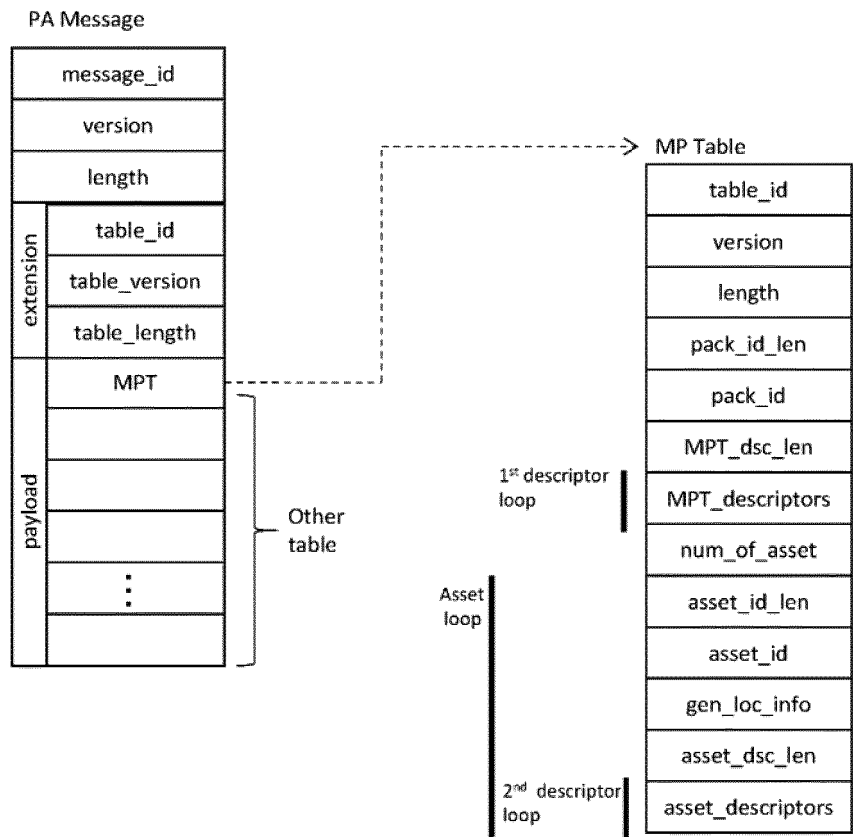 PA Message
message_id
version
length
extension
table_id
table_version
table_length
payload
MPT
⋮
Other
table
MP Table
table_id
version
length
pack_id_len
pack_id
MPT_dsc_len
1st descriptor
loop
MPT_descriptors
num_of_asset
Asset
loop
asset_id_len
asset_id
gen_loc_info
asset_dsc_len
2nd descriptor
loop
asset_descriptors